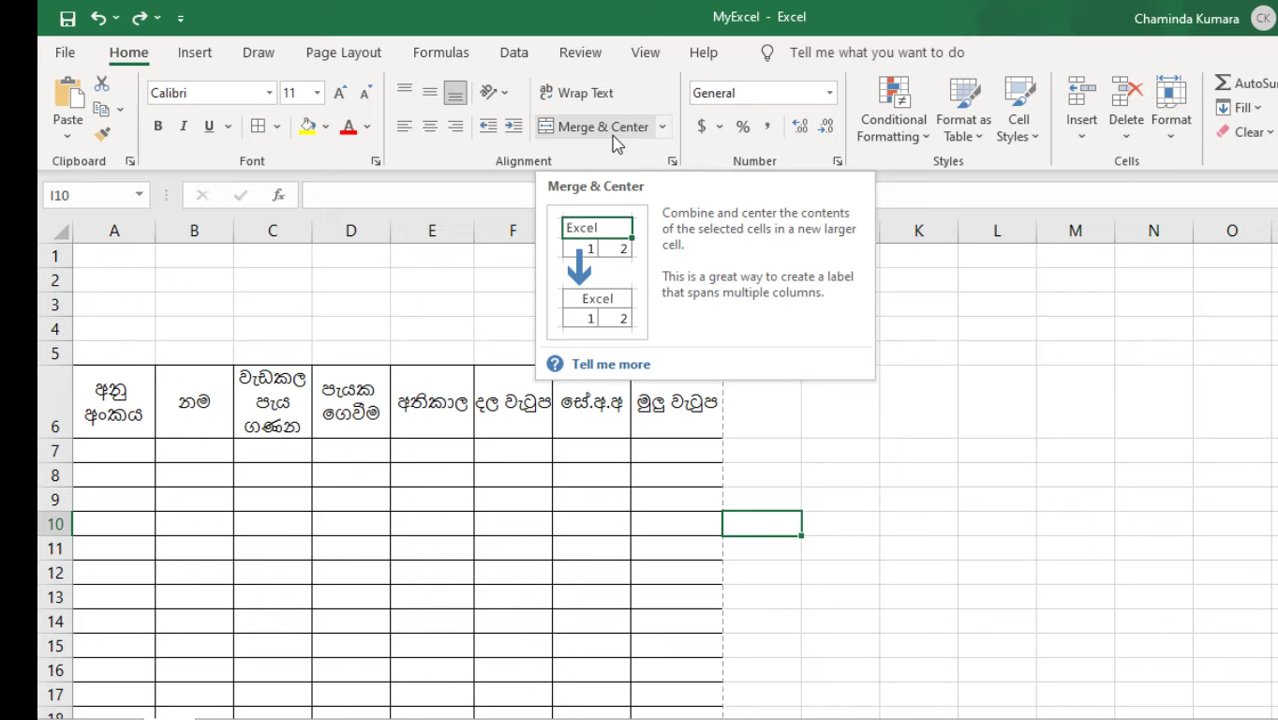 MyExcel - Excel
Chaminda Kumara
CK
File Home Insert Draw Page Layout Formulas Data Review View Help Tell me what you want to do
Calibri 11 Wrap Text General AutoSu
Paste B I U A Merge & Center $ % , Conditional Formatting Format as Table Cell Styles Insert Delete Format Fill
Clear
Clipboard Font Alignment Number Styles Cells
I10 fx
Merge & Center
Excel
1 2
Excel
1 2
Combine and center the contents
of the selected cells in a new larger
cell.
This is a great way to create a label
that spans multiple columns.
? Tell me more
A B C D E F K L M N O
1
2
3
4
5
6 අනු අංකය නම වැඩකල පැය ගණන පැයක ගෙවීම අතිකාල දල වැටුප සේ.අ.අ මුලු වැටුප
7
8
9
10
11
12
13
14
15
16
17
18